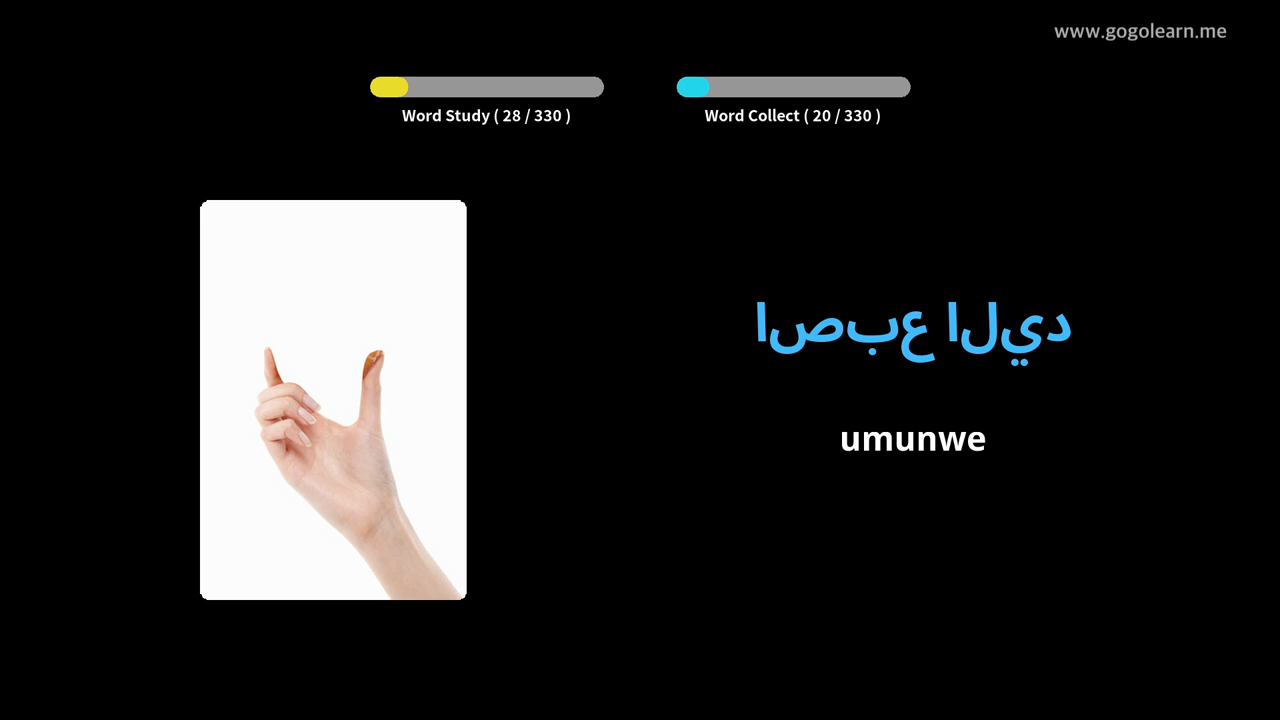 www.gogolearn.me
Word Study ( 28 / 330 )
Word Collect ( 20 / 330 )
اصبع اليد
umunwe